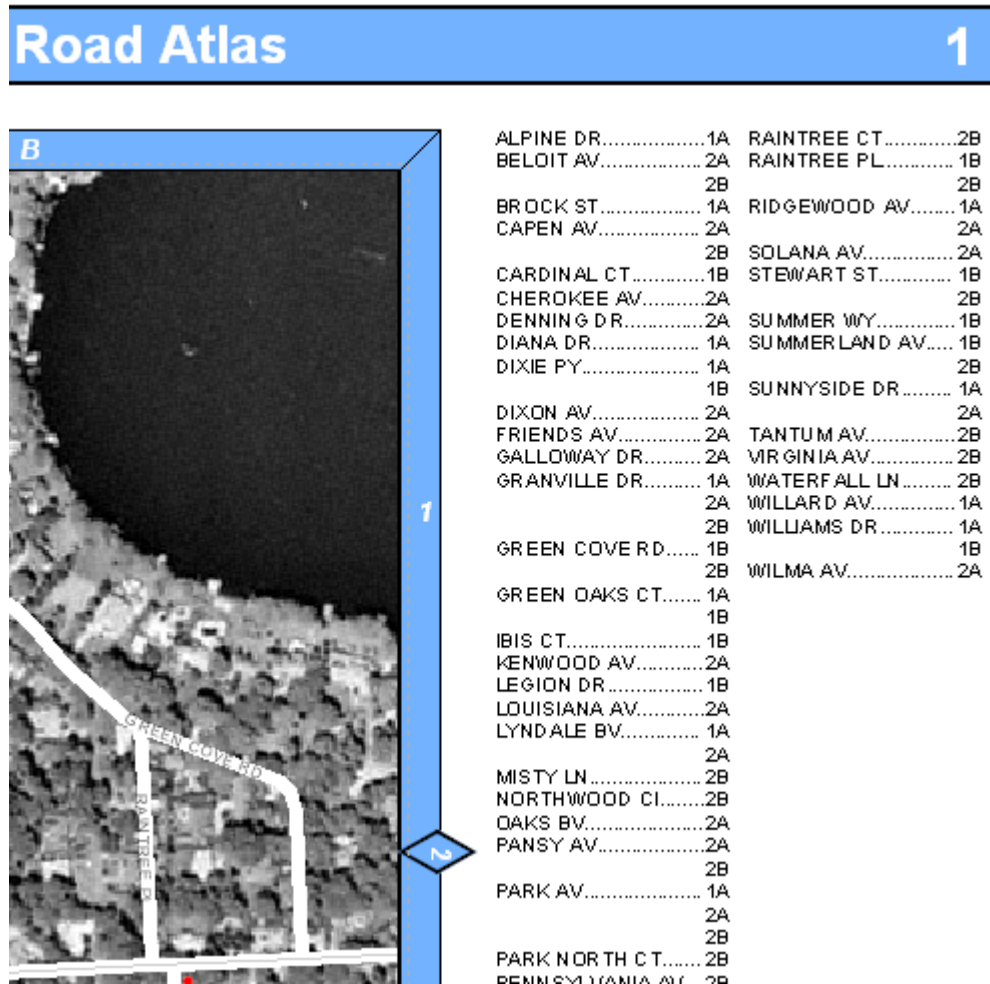 Road Atlas 1
B
1
2
GREEN COVE RD
RAINTREE PL
ALPINE DR...................1A
BELOIT AV..................2A
2B
BROCK ST..................1A
CAPEN AV..................2A
2B
CARDINAL CT............1B
CHEROKEE AV...........2A
DENNING DR..............2A
DIANA DR...................1A
DIXIE PY.....................1A
1B
DIXON AV...................2A
FRIENDS AV..............2A
GALLOWAY DR..........2A
GRANVILLE DR..........1A
2A
2B
GREEN COVE RD......1B
2B
GREEN OAKS CT.......1A
1B
IBIS CT........................1B
KENWOOD AV............2A
LEGION DR.................1B
LOUISIANA AV............2A
LYNDALE BV..............1A
2A
MISTY LN....................2B
NORTHWOOD CI.......2B
OAKS BV.....................2A
PANSY AV...................2A
2B
PARK AV.....................1A
2A
2B
PARK NORTH CT.......2B
PENNSYLVANIA AV...2B
RAINTREE CT.............2B
RAINTREE PL............1B
2B
RIDGEWOOD AV........1A
2A
SOLANA AV................2A
STEWART ST.............1B
2B
SUMMER WY.............1B
SUMMERLAND AV.....1B
2B
SUNNYSIDE DR.........1A
2A
TANTUM AV................2B
VIRGINIA AV...............2B
WATERFALL LN.........2B
WILLARD AV..............1A
WILLIAMS DR.............1A
1B
WILMA AV...................2A